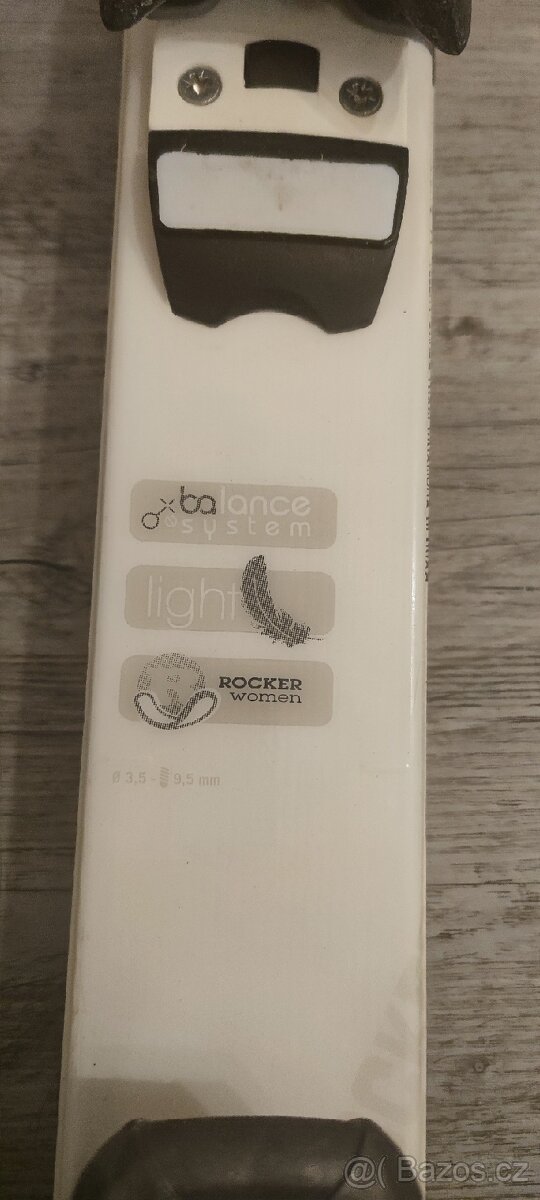 balance
system
light
ROCKER
women
Ø 3,5 - 9,5 mm
@( Bazos.cz